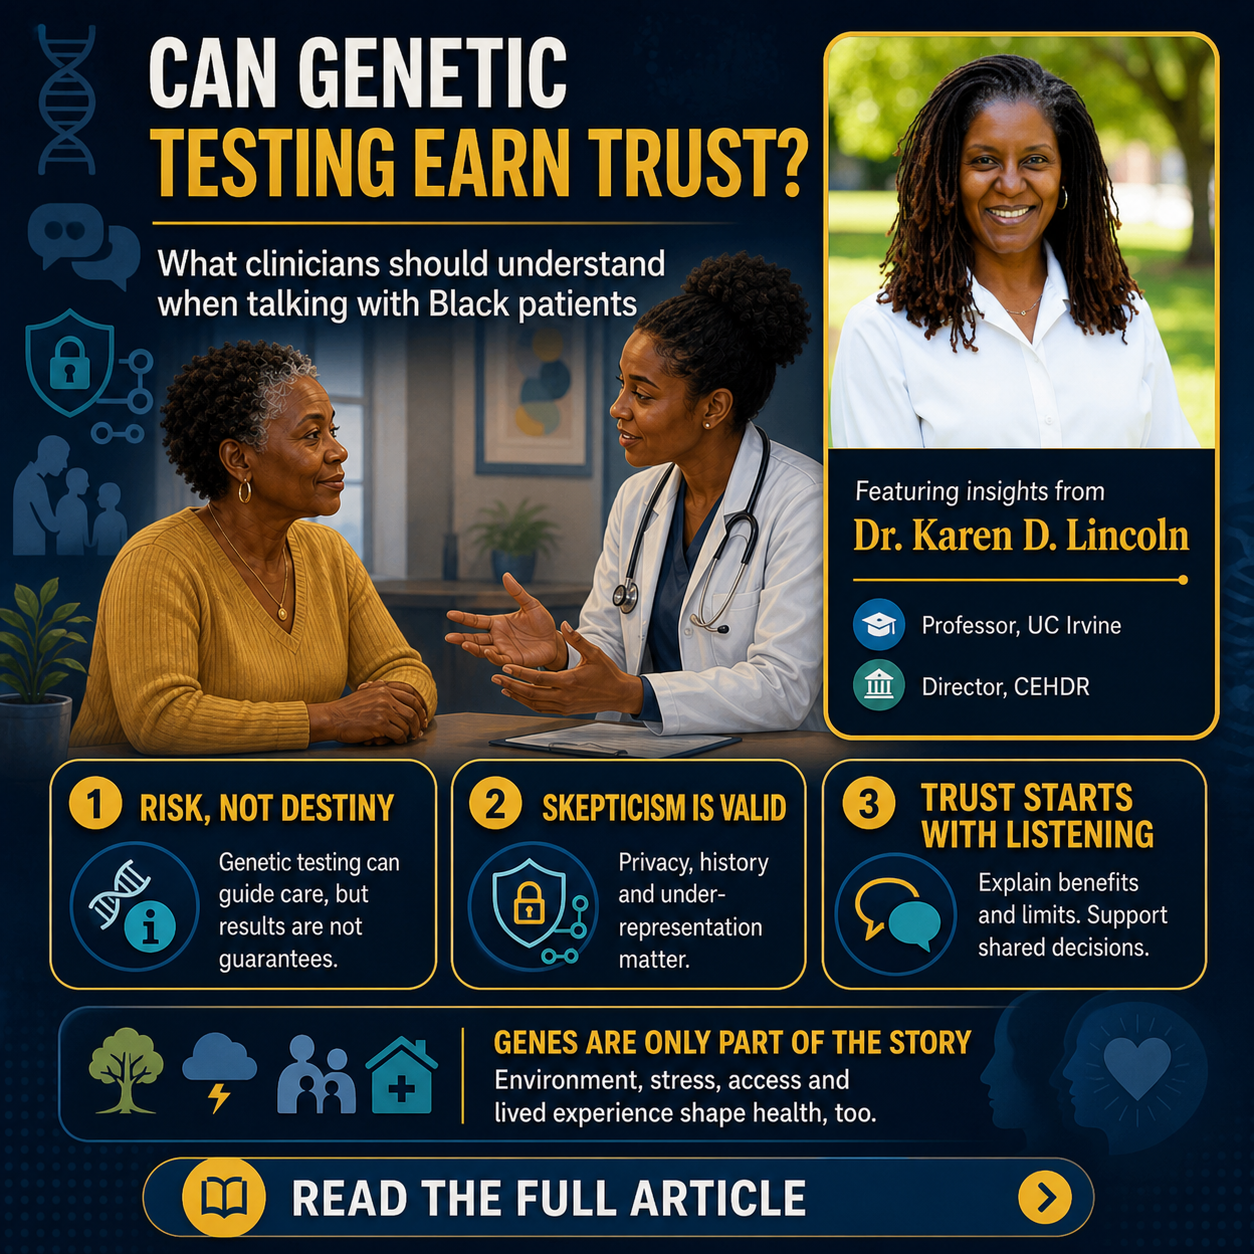 CAN GENETIC
TESTING EARN TRUST?
What clinicians should understand
when talking with Black patients
Featuring insights from
Dr. Karen D. Lincoln
Professor, UC Irvine
Director, CEHDR
1 RISK, NOT DESTINY
Genetic testing can
guide care, but
results are not
guarantees.
2 SKEPTICISM IS VALID
Privacy, history
and under-
representation
matter.
3 TRUST STARTS
WITH LISTENING
Explain benefits
and limits. Support
shared decisions.
GENES ARE ONLY PART OF THE STORY
Environment, stress, access and
lived experience shape health, too.
READ THE FULL ARTICLE